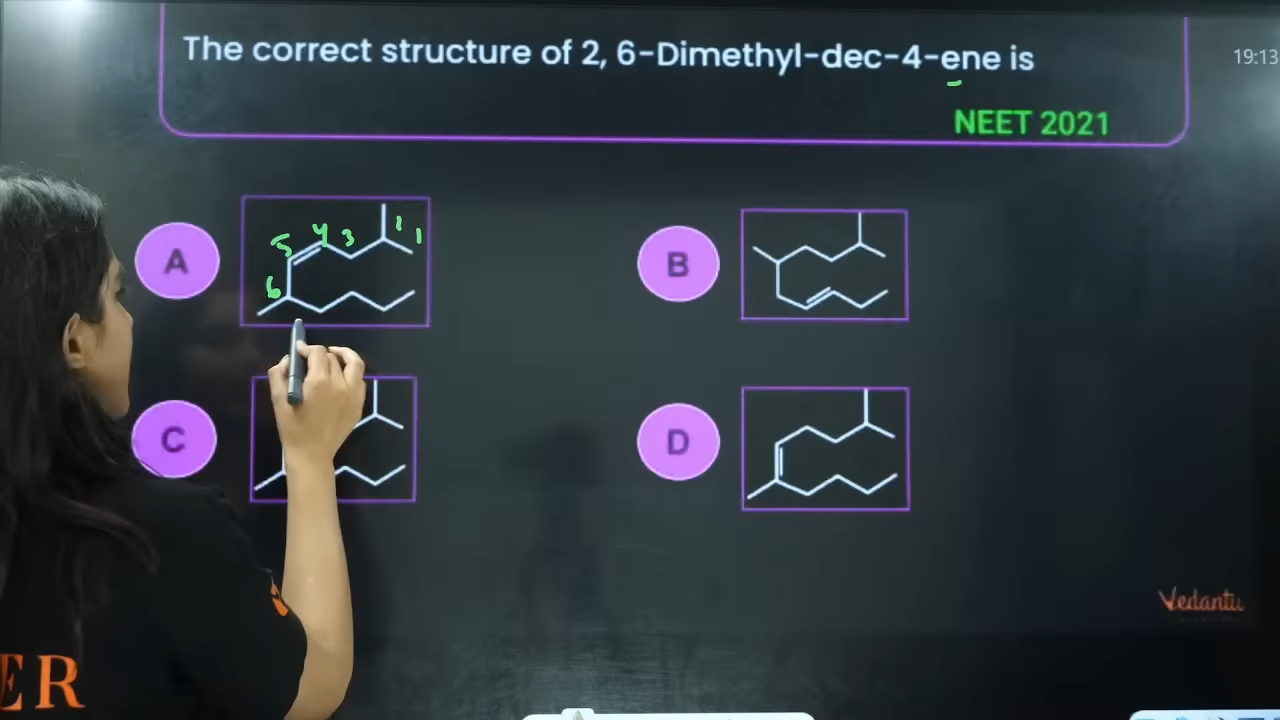 The correct structure of 2, 6-Dimethyl-dec-4-ene is
19:13
NEET 2021
A
5 4 3 1 1
6
B
C
D
Vedantu
ER